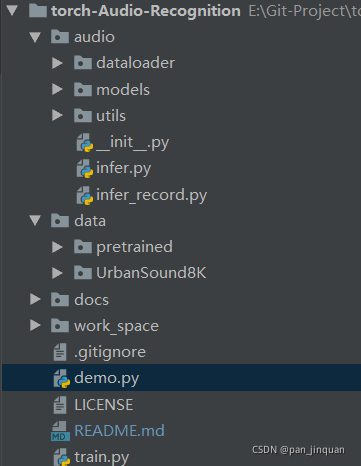 torch-Audio-Recognition E:\Git-Project\to
audio
dataloader
models
utils
__init__.py
infer.py
infer_record.py
data
pretrained
UrbanSound8K
docs
work_space
.gitignore
demo.py
LICENSE
MD README.md
train.py
CSDN @pan_jinquan